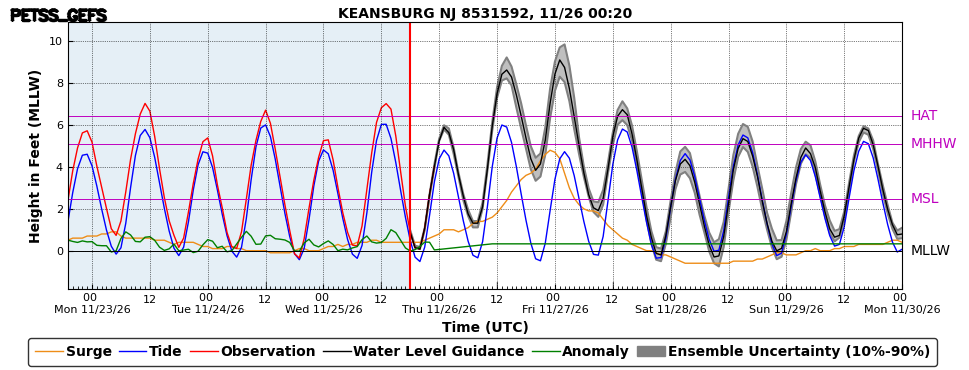 PETSS_GEFS
KEANSBURG NJ 8531592, 11/26 00:20
Height in Feet (MLLW)
10
8
6
4
2
0
HAT
MHHW
MSL
MLLW
00 12 00 12 00 12 00 12 00 12 00 12 00 12 00
Mon 11/23/26 Tue 11/24/26 Wed 11/25/26 Thu 11/26/26 Fri 11/27/26 Sat 11/28/26 Sun 11/29/26 Mon 11/30/26
Time (UTC)
Surge Tide Observation Water Level Guidance Anomaly Ensemble Uncertainty (10%-90%)